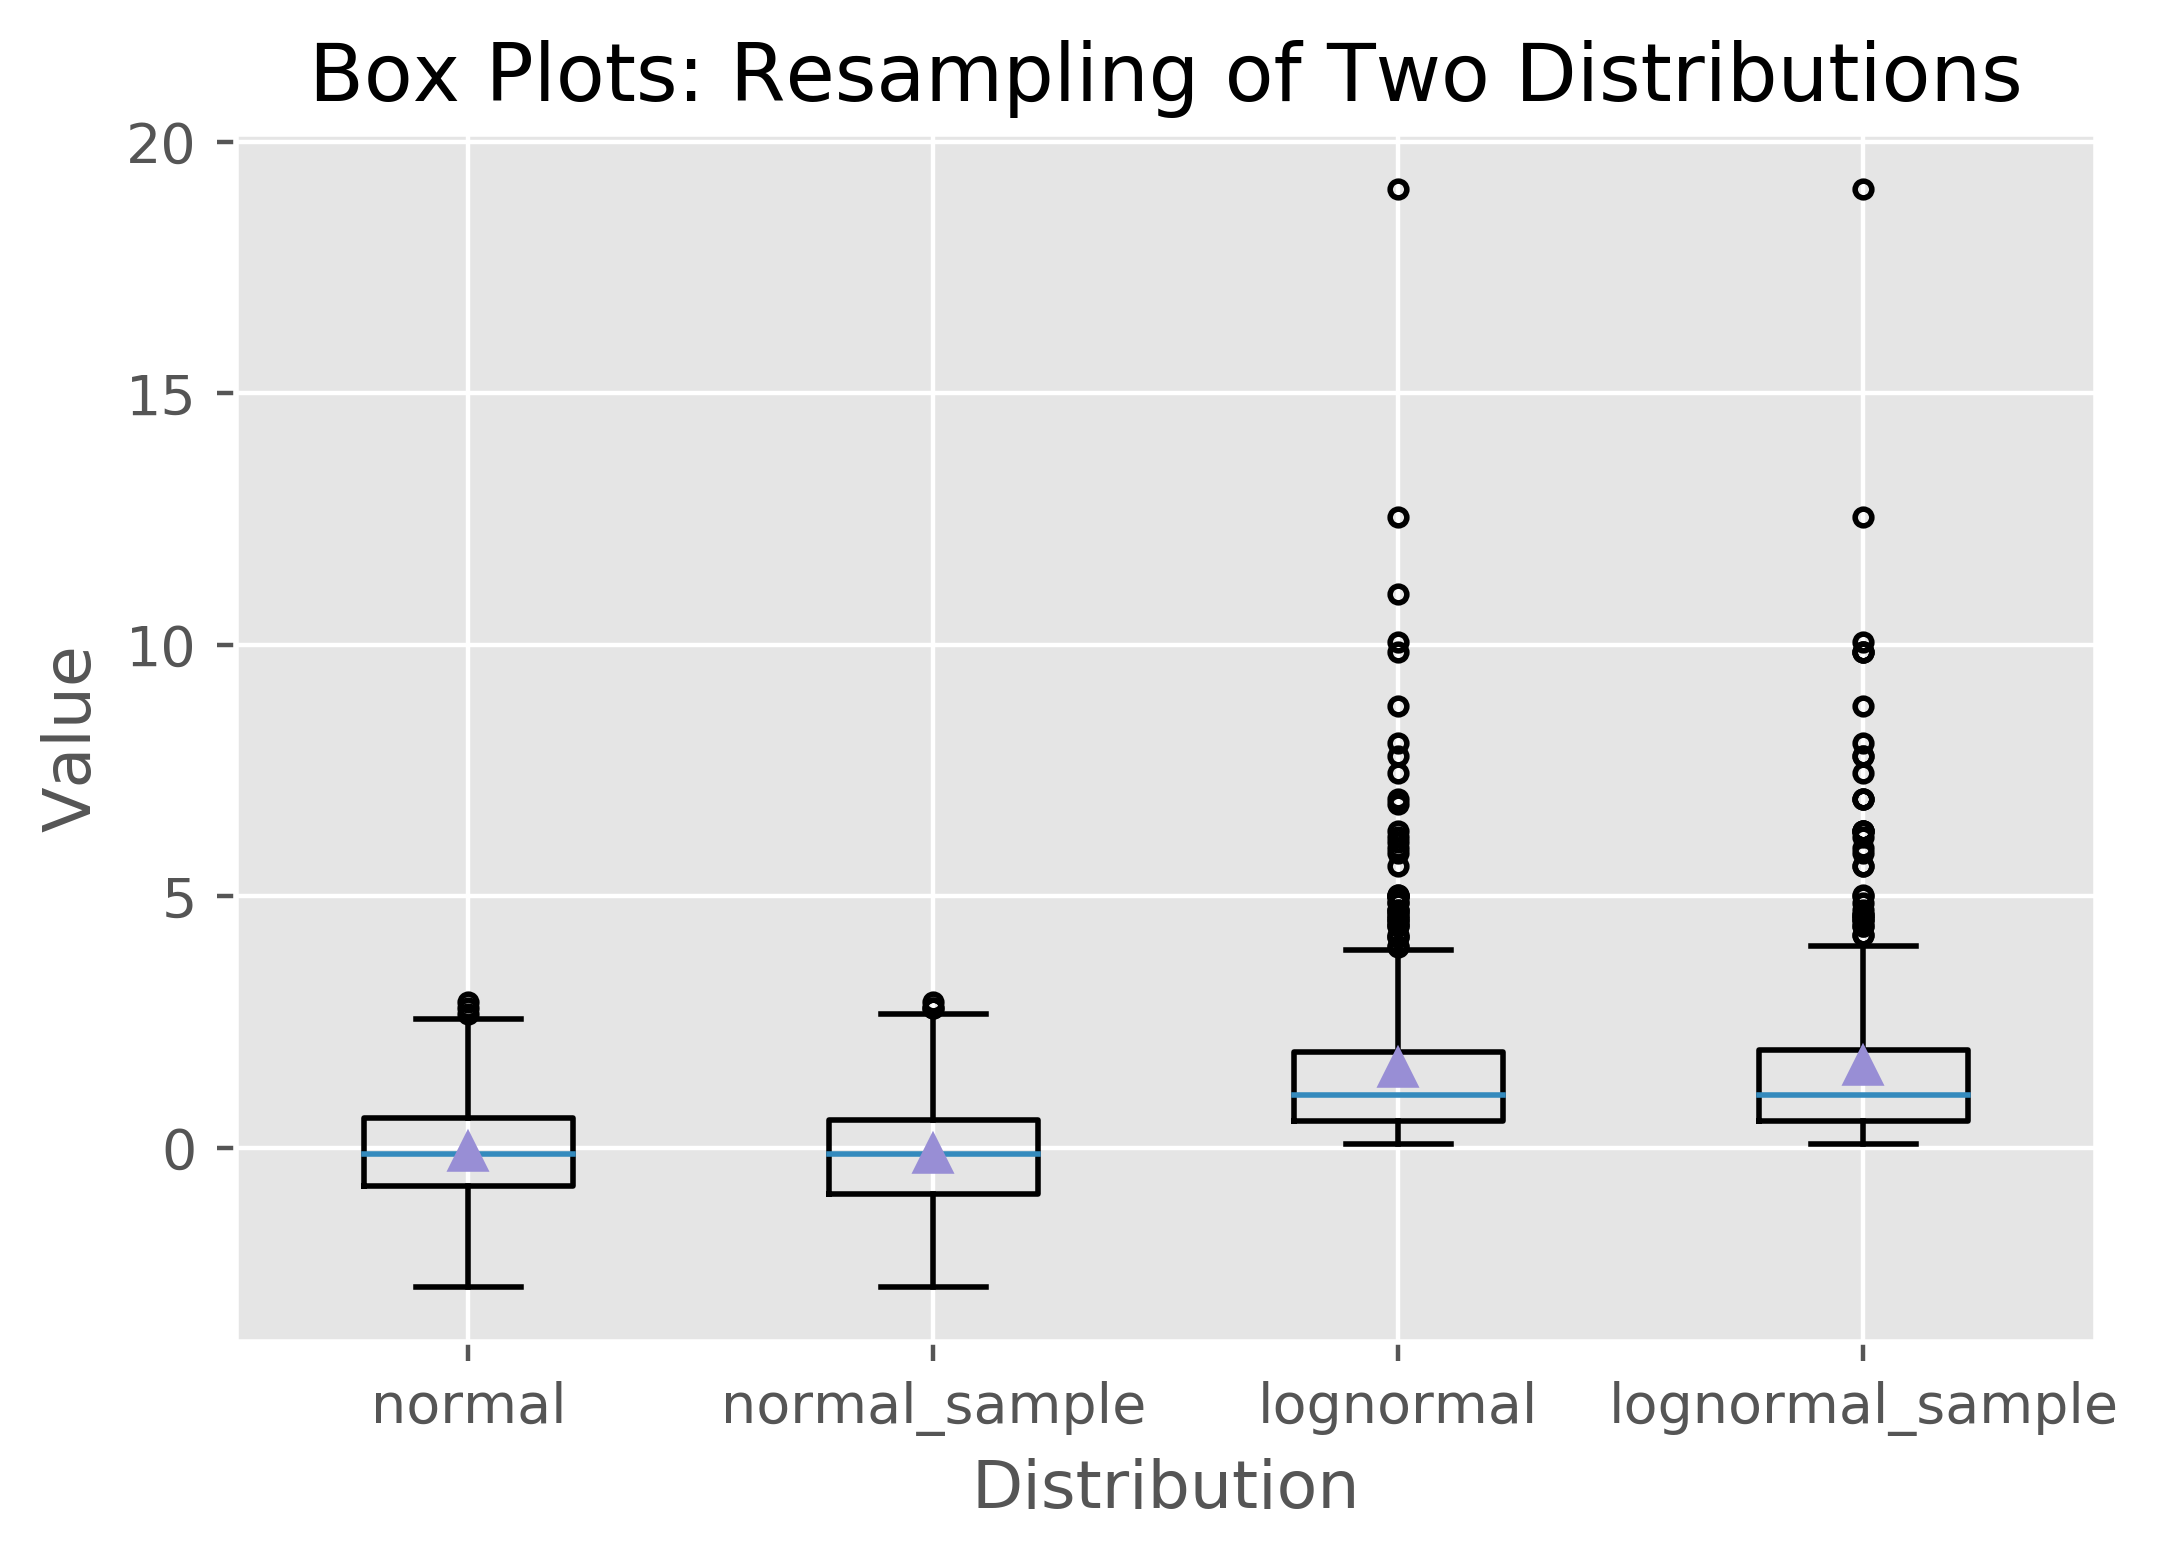 Box Plots: Resampling of Two Distributions
20
15
10
5
0
Value
normal normal_sample lognormal lognormal_sample
Distribution